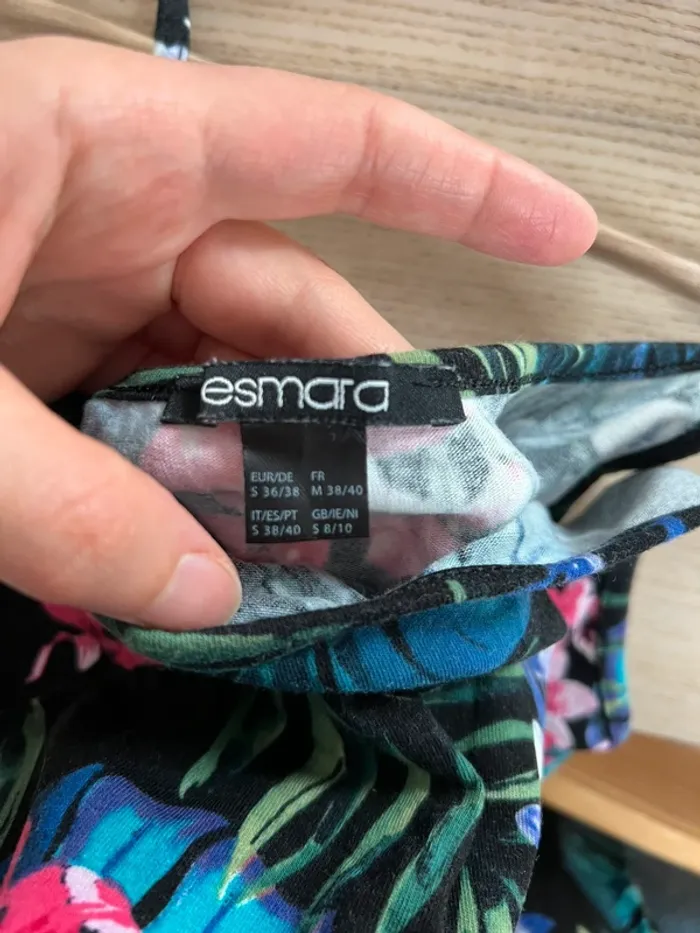 esmara
EUR/DE FR
S 36/38 M 38/40
IT/ES/PT GB/IE/NI
S 38/40 S 8/10